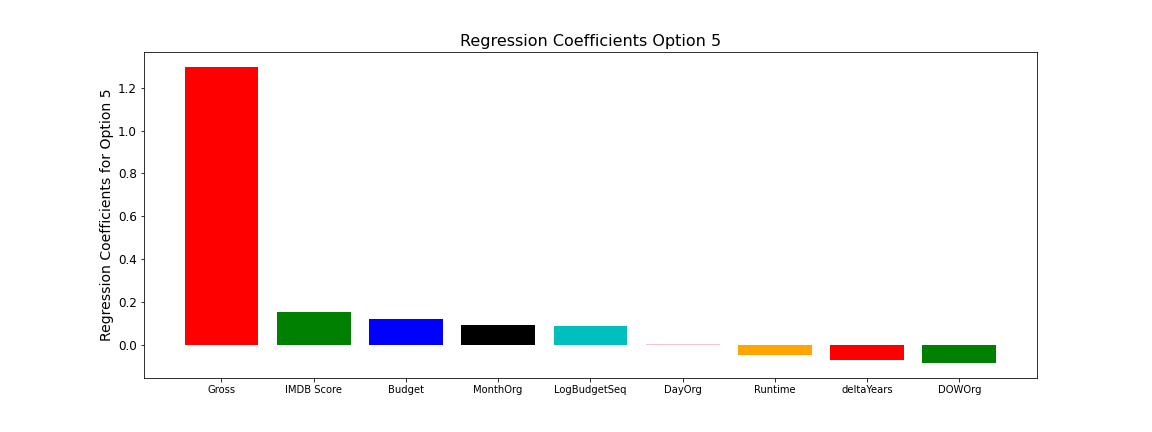 Regression Coefficients Option 5
Regression Coefficients for Option 5
1.2
1.0
0.8
0.6
0.4
0.2
0.0
Gross IMDB Score Budget MonthOrg LogBudgetSeq DayOrg Runtime deltaYears DOWOrg